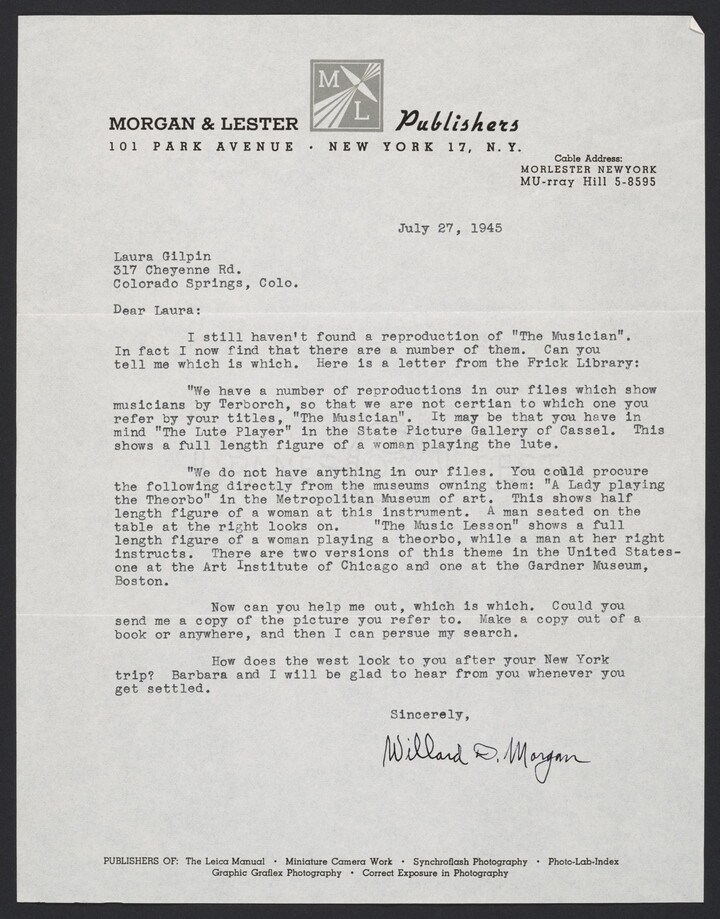 M
L
MORGAN & LESTER Publishers
101 PARK AVENUE · NEW YORK 17, N.Y.
Cable Address:
MORLESTER NEWYORK
MU-rray Hill 5-8595
July 27, 1945
Laura Gilpin
317 Cheyenne Rd.
Colorado Springs, Colo.
Dear Laura:
I still haven't found a reproduction of "The Musician".
In fact I now find that there are a number of them. Can you
tell me which is which. Here is a letter from the Frick Library:
"We have a number of reproductions in our files which show
musicians by Terborch, so that we are not certian to which one you
refer by your titles, "The Musician". It may be that you have in
mind "The Lute Player" in the State Picture Gallery of Cassel. This
shows a full length figure of a woman playing the lute.
"We do not have anything in our files. You could procure
the following directly from the museums owning them: "A Lady playing
the Theorbo" in the Metropolitan Museum of art. This shows half
length figure of a woman at this instrument. A man seated on the
table at the right looks on. "The Music Lesson" shows a full
length figure of a woman playing a theorbo, while a man at her right
instructs. There are two versions of this theme in the United States-
one at the Art Institute of Chicago and one at the Gardner Museum,
Boston.
Now can you help me out, which is which. Could you
send me a copy of the picture you refer to. Make a copy out of a
book or anywhere, and then I can persue my search.
How does the west look to you after your New York
trip? Barbara and I will be glad to hear from you whenever you
get settled.
Sincerely,
Willard D. Morgan
PUBLISHERS OF: The Leica Manual · Miniature Camera Work · Synchroflash Photography · Photo-Lab-Index
Graphic Graflex Photography · Correct Exposure in Photography